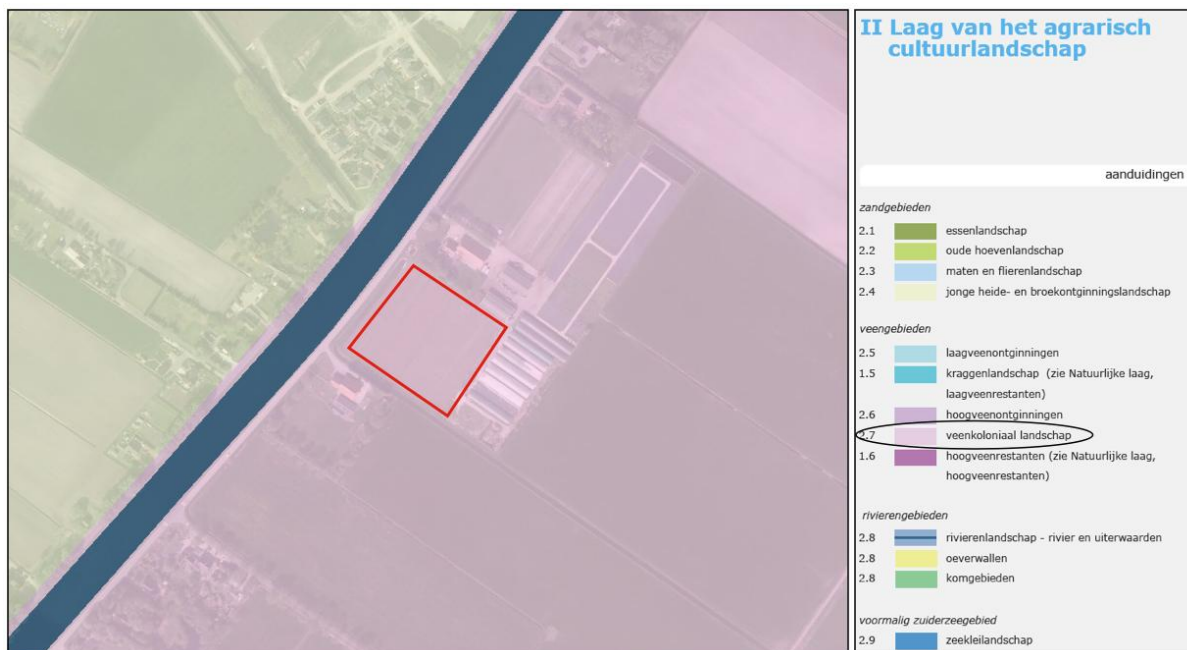 II Laag van het agrarisch
cultuurlandschap
aanduidingen
zandgebieden
2.1 essenlandschap
2.2 oude hoevenlandschap
2.3 maten en flierenlandschap
2.4 jonge heide- en broekontginningslandschap
veengebieden
2.5 laagveenontginningen
1.5 kraggenlandschap (zie Natuurlijke laag,
laagveenrestanten)
2.6 hoogveenontginningen
2.7 veenkoloniaal landschap
1.6 hoogveenrestanten (zie Natuurlijke laag,
hoogveenrestanten)
rivierengebieden
2.8 rivierenlandschap - rivier en uiterwaarden
2.8 oeverwallen
2.8 komgebieden
voormalig zuiderzeegebied
2.9 zeekleilandschap